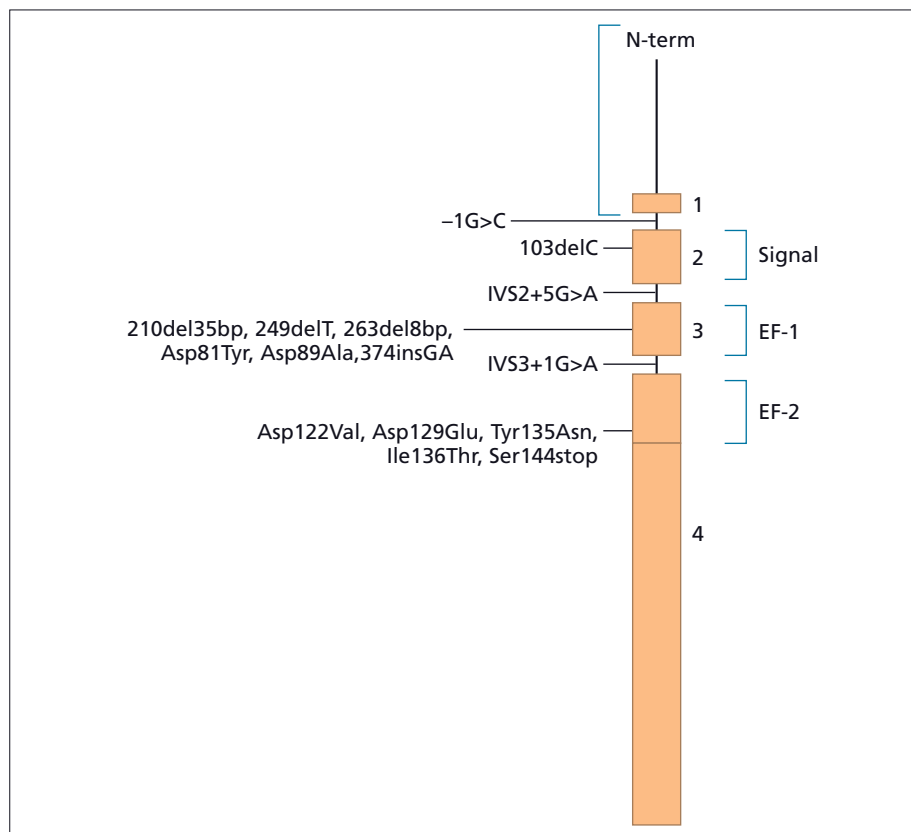 N-term
1
–1G>C
103delC
2
Signal
IVS2+5G>A
210del35bp, 249delT, 263del8bp,
Asp81Tyr, Asp89Ala,374insGA
3
EF-1
IVS3+1G>A
EF-2
Asp122Val, Asp129Glu, Tyr135Asn,
Ile136Thr, Ser144stop
4